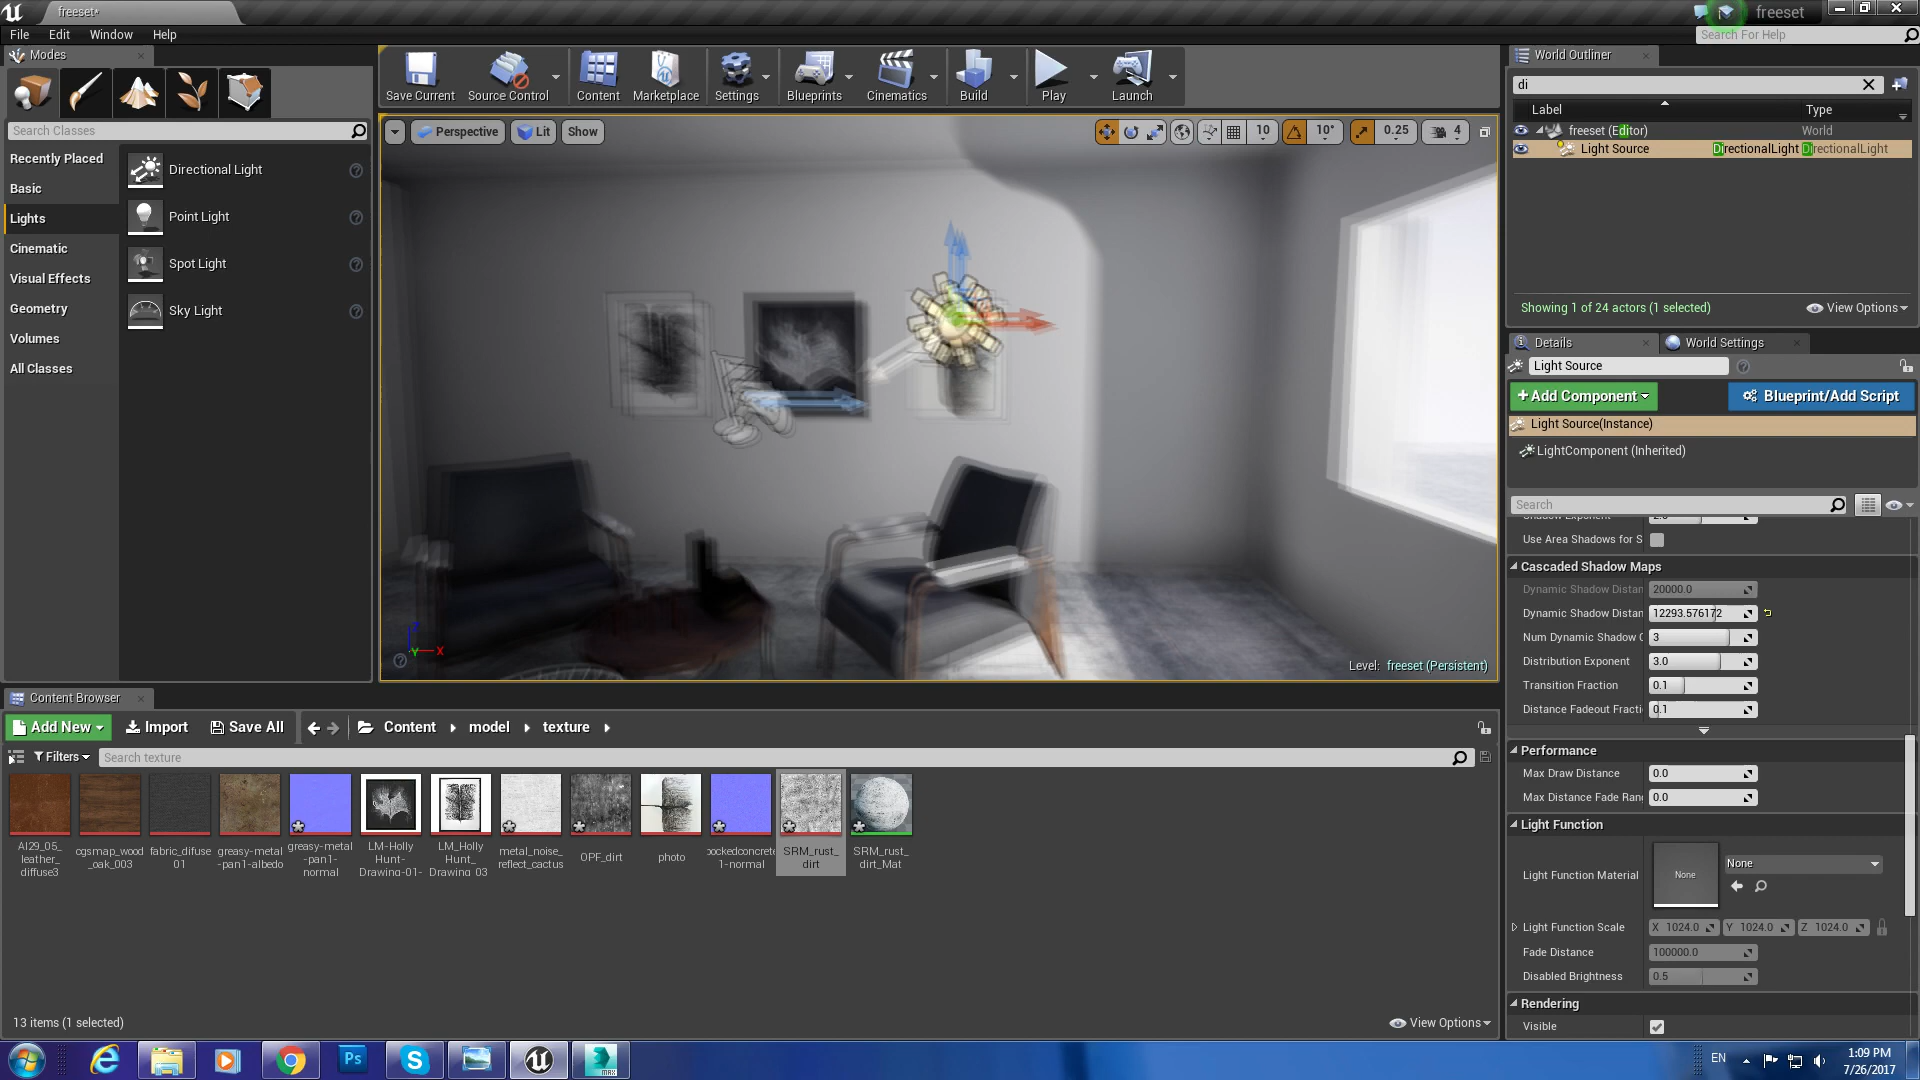 freeset*
freeset
File Edit Window Help
Search For Help
Modes
Save Current
Source Control
Content
Marketplace
Settings
Blueprints
Cinematics
Build
Play
Launch
World Outliner
di
Label Type
freeset (Editor) World
Light Source DirectionalLight DirectionalLight
Showing 1 of 24 actors (1 selected) View Options
Search Classes
Recently Placed
Basic
Lights
Cinematic
Visual Effects
Geometry
Volumes
All Classes
Directional Light
Point Light
Spot Light
Sky Light
Perspective Lit Show
10 10° 0.25 4
Z
Y X
Level: freeset (Persistent)
Details World Settings
Light Source
+Add Component Blueprint/Add Script
Light Source(Instance)
LightComponent (Inherited)
Search
Use Area Shadows for S
Cascaded Shadow Maps
Dynamic Shadow Distan 20000.0
Dynamic Shadow Distan 12293.576172
Num Dynamic Shadow C 3
Distribution Exponent 3.0
Transition Fraction 0.1
Distance Fadeout Fracti 0.1
Performance
Max Draw Distance 0.0
Max Distance Fade Ran 0.0
Light Function
Light Function Material None None
Light Function Scale X 1024.0 Y 1024.0 Z 1024.0
Fade Distance 100000.0
Disabled Brightness 0.5
Rendering
Visible
Content Browser
Add New Import Save All Content model texture
Filters Search texture
AI29_05_
leather_
diffuse3
cgsmap_wood
_oak_003
fabric_difuse
01
greasy-metal
-pan1-albedo
greasy-metal
-pan1-
normal
LM-Holly
Hunt-
Drawing-01-
LM_Holly
Hunt_
Drawing_03
metal_noise_
reflect_cactus
OPF_dirt
photo
pockedconcrete
1-normal
SRM_rust_
dirt
SRM_rust_
dirt_Mat
13 items (1 selected) View Options
Ps
S
MAX
EN
1:09 PM
7/26/2017